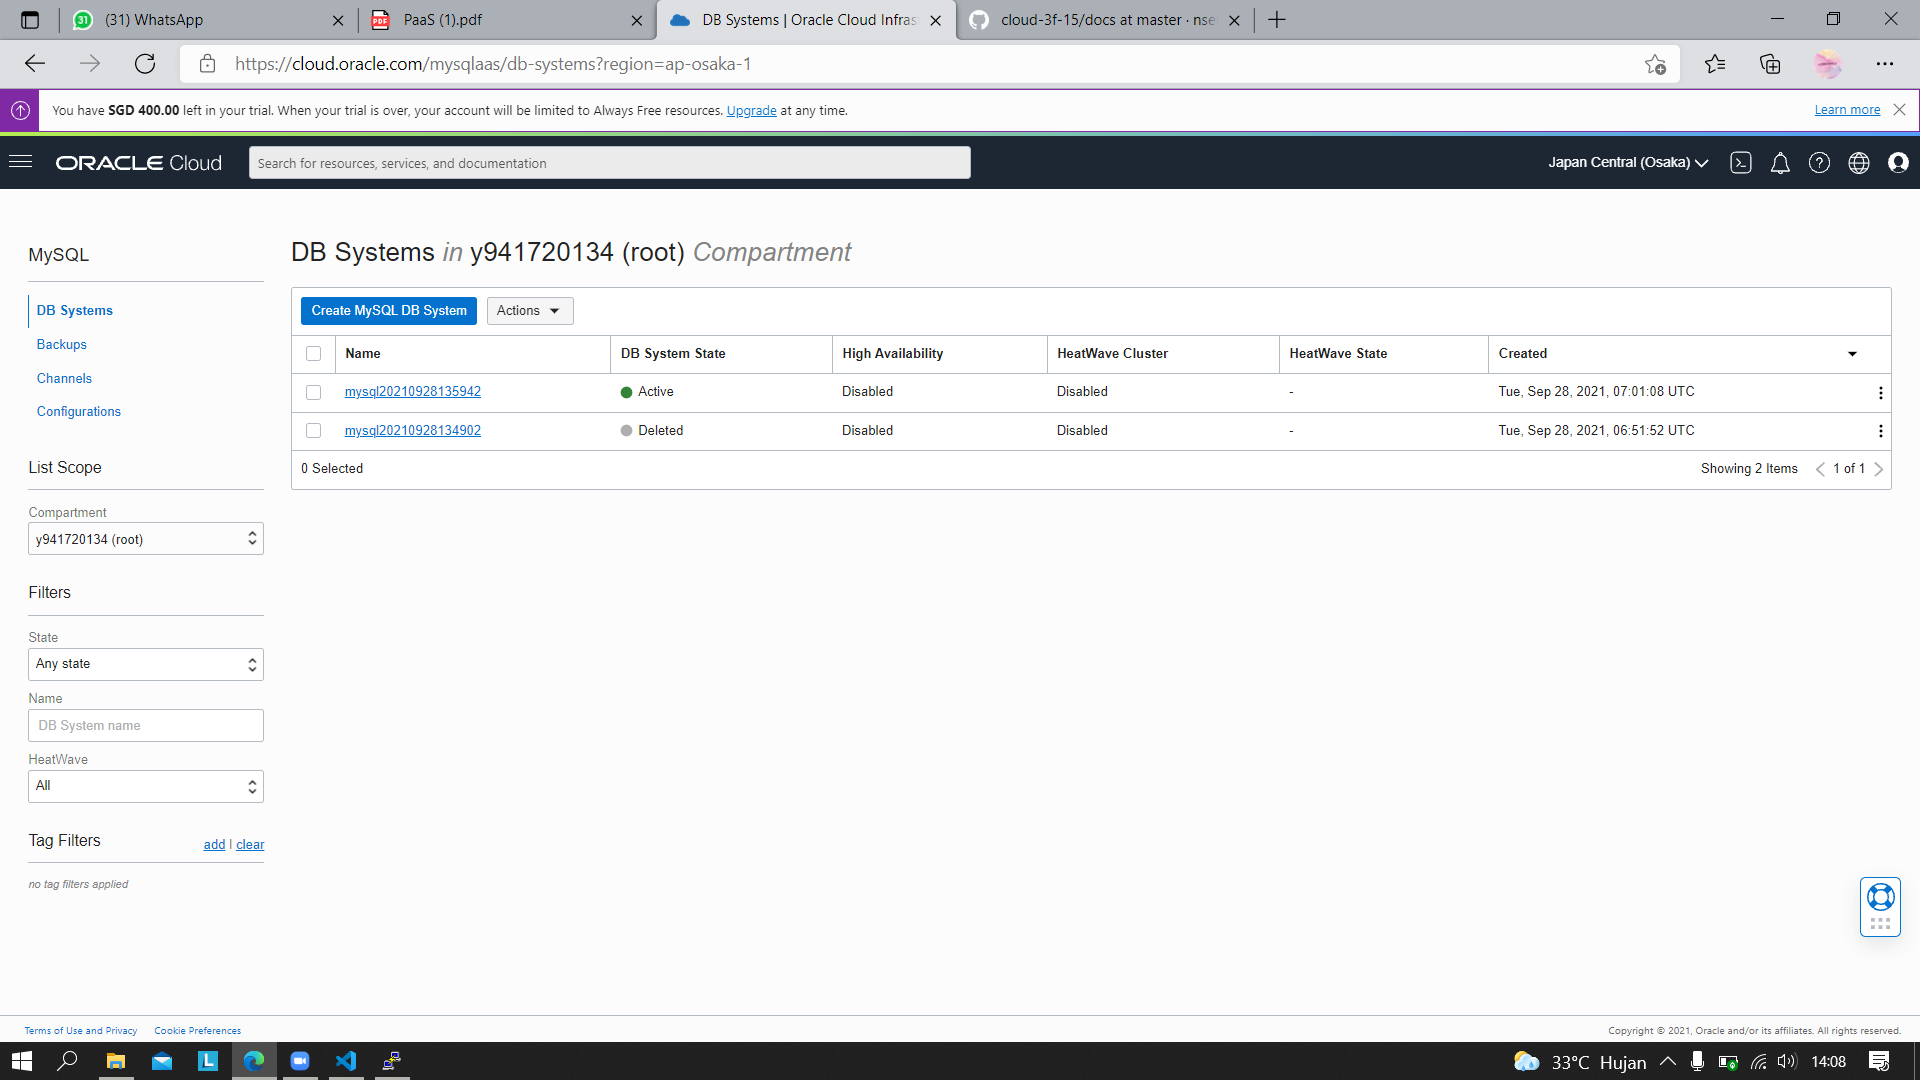 (31) WhatsApp
PaaS (1).pdf
DB Systems | Oracle Cloud Infras
cloud-3f-15/docs at master · nse
https://cloud.oracle.com/mysqlaas/db-systems?region=ap-osaka-1
You have SGD 400.00 left in your trial. When your trial is over, your account will be limited to Always Free resources. Upgrade at any time.
Learn more
ORACLE Cloud
Search for resources, services, and documentation
Japan Central (Osaka)
MySQL
DB Systems
Backups
Channels
Configurations
List Scope
Compartment
y941720134 (root)
Filters
State
Any state
Name
DB System name
HeatWave
All
Tag Filters
add | clear
no tag filters applied
DB Systems in y941720134 (root) Compartment
Create MySQL DB System
Actions
Name DB System State High Availability HeatWave Cluster HeatWave State Created
mysql20210928135942 Active Disabled Disabled - Tue, Sep 28, 2021, 07:01:08 UTC
mysql20210928134902 Deleted Disabled Disabled - Tue, Sep 28, 2021, 06:51:52 UTC
0 Selected
Showing 2 Items
1 of 1
Terms of Use and Privacy
Cookie Preferences
Copyright © 2021, Oracle and/or its affiliates. All rights reserved.
33°C Hujan
14:08